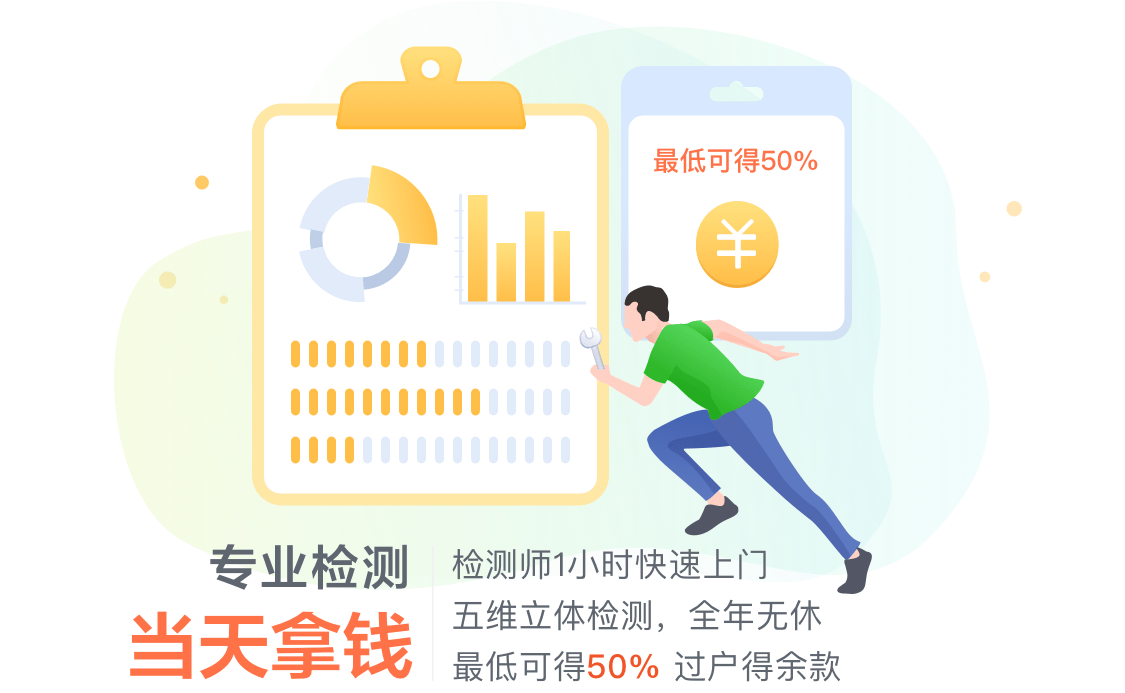 最低可得50%
专业检测
当天拿钱
检测师1小时快速上门
五维立体检测，全年无休
最低可得50% 过户得余款